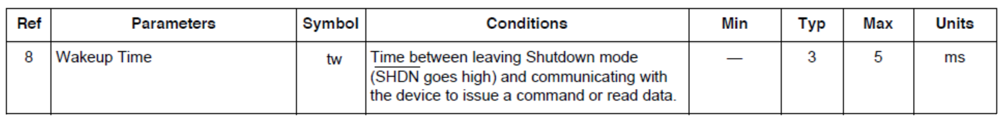 Ref Parameters Symbol Conditions Min Typ Max Units
8 Wakeup Time tw Time between leaving Shutdown mode — 3 5 ms
(SHDN goes high) and communicating with
the device to issue a command or read data.